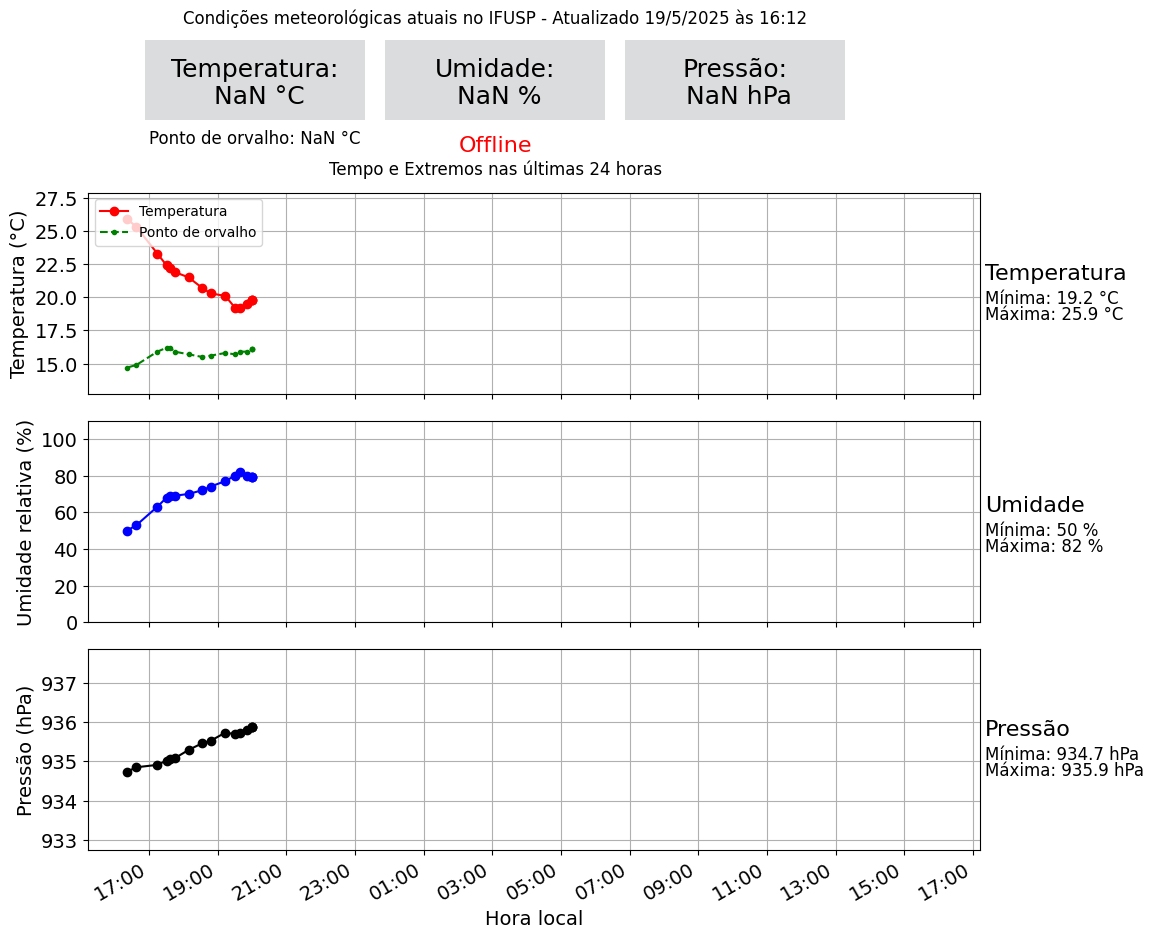 Condições meteorológicas atuais no IFUSP - Atualizado 19/5/2025 às 16:12
Temperatura:
NaN °C
Umidade:
NaN %
Pressão:
NaN hPa
Ponto de orvalho: NaN °C
Offline
Tempo e Extremos nas últimas 24 horas
Temperatura (°C)
27.5
25.0
22.5
20.0
17.5
15.0
Temperatura
Ponto de orvalho
Temperatura
Mínima: 19.2 °C
Máxima: 25.9 °C
Umidade relativa (%)
100
80
60
40
20
0
Umidade
Mínima: 50 %
Máxima: 82 %
Pressão (hPa)
937
936
935
934
933
Pressão
Mínima: 934.7 hPa
Máxima: 935.9 hPa
17:00 19:00 21:00 23:00 01:00 03:00 05:00 07:00 09:00 11:00 13:00 15:00 17:00
Hora local